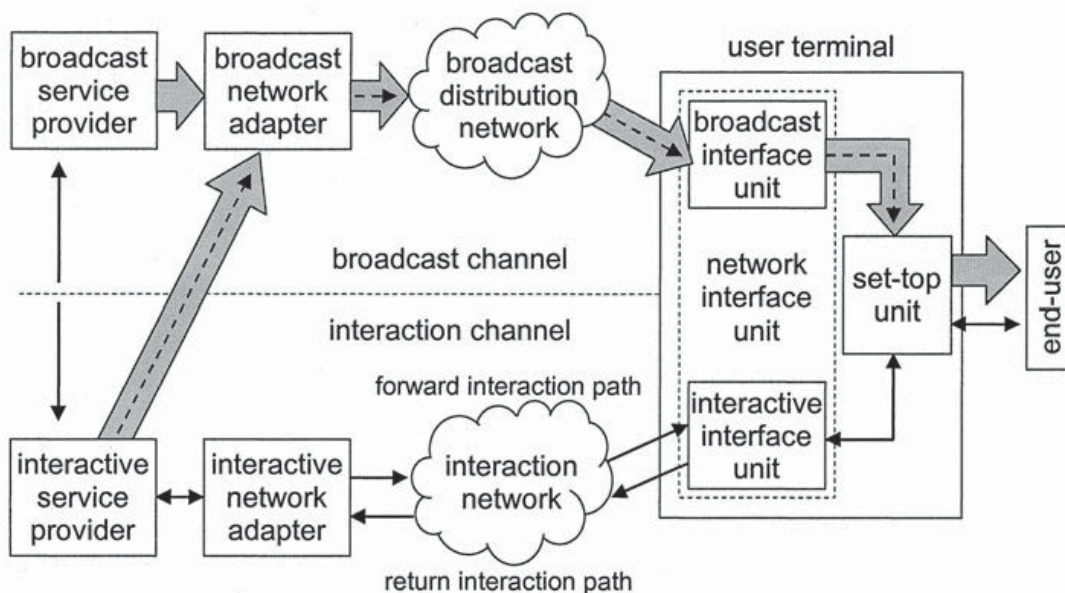 broadcast
service
provider
broadcast
network
adapter
broadcast
distribution
network
user terminal
broadcast
interface
unit
network
interface
unit
set-top
unit
end-user
broadcast channel
interaction channel
forward interaction path
interactive
service
provider
interactive
network
adapter
interaction
network
interactive
interface
unit
return interaction path